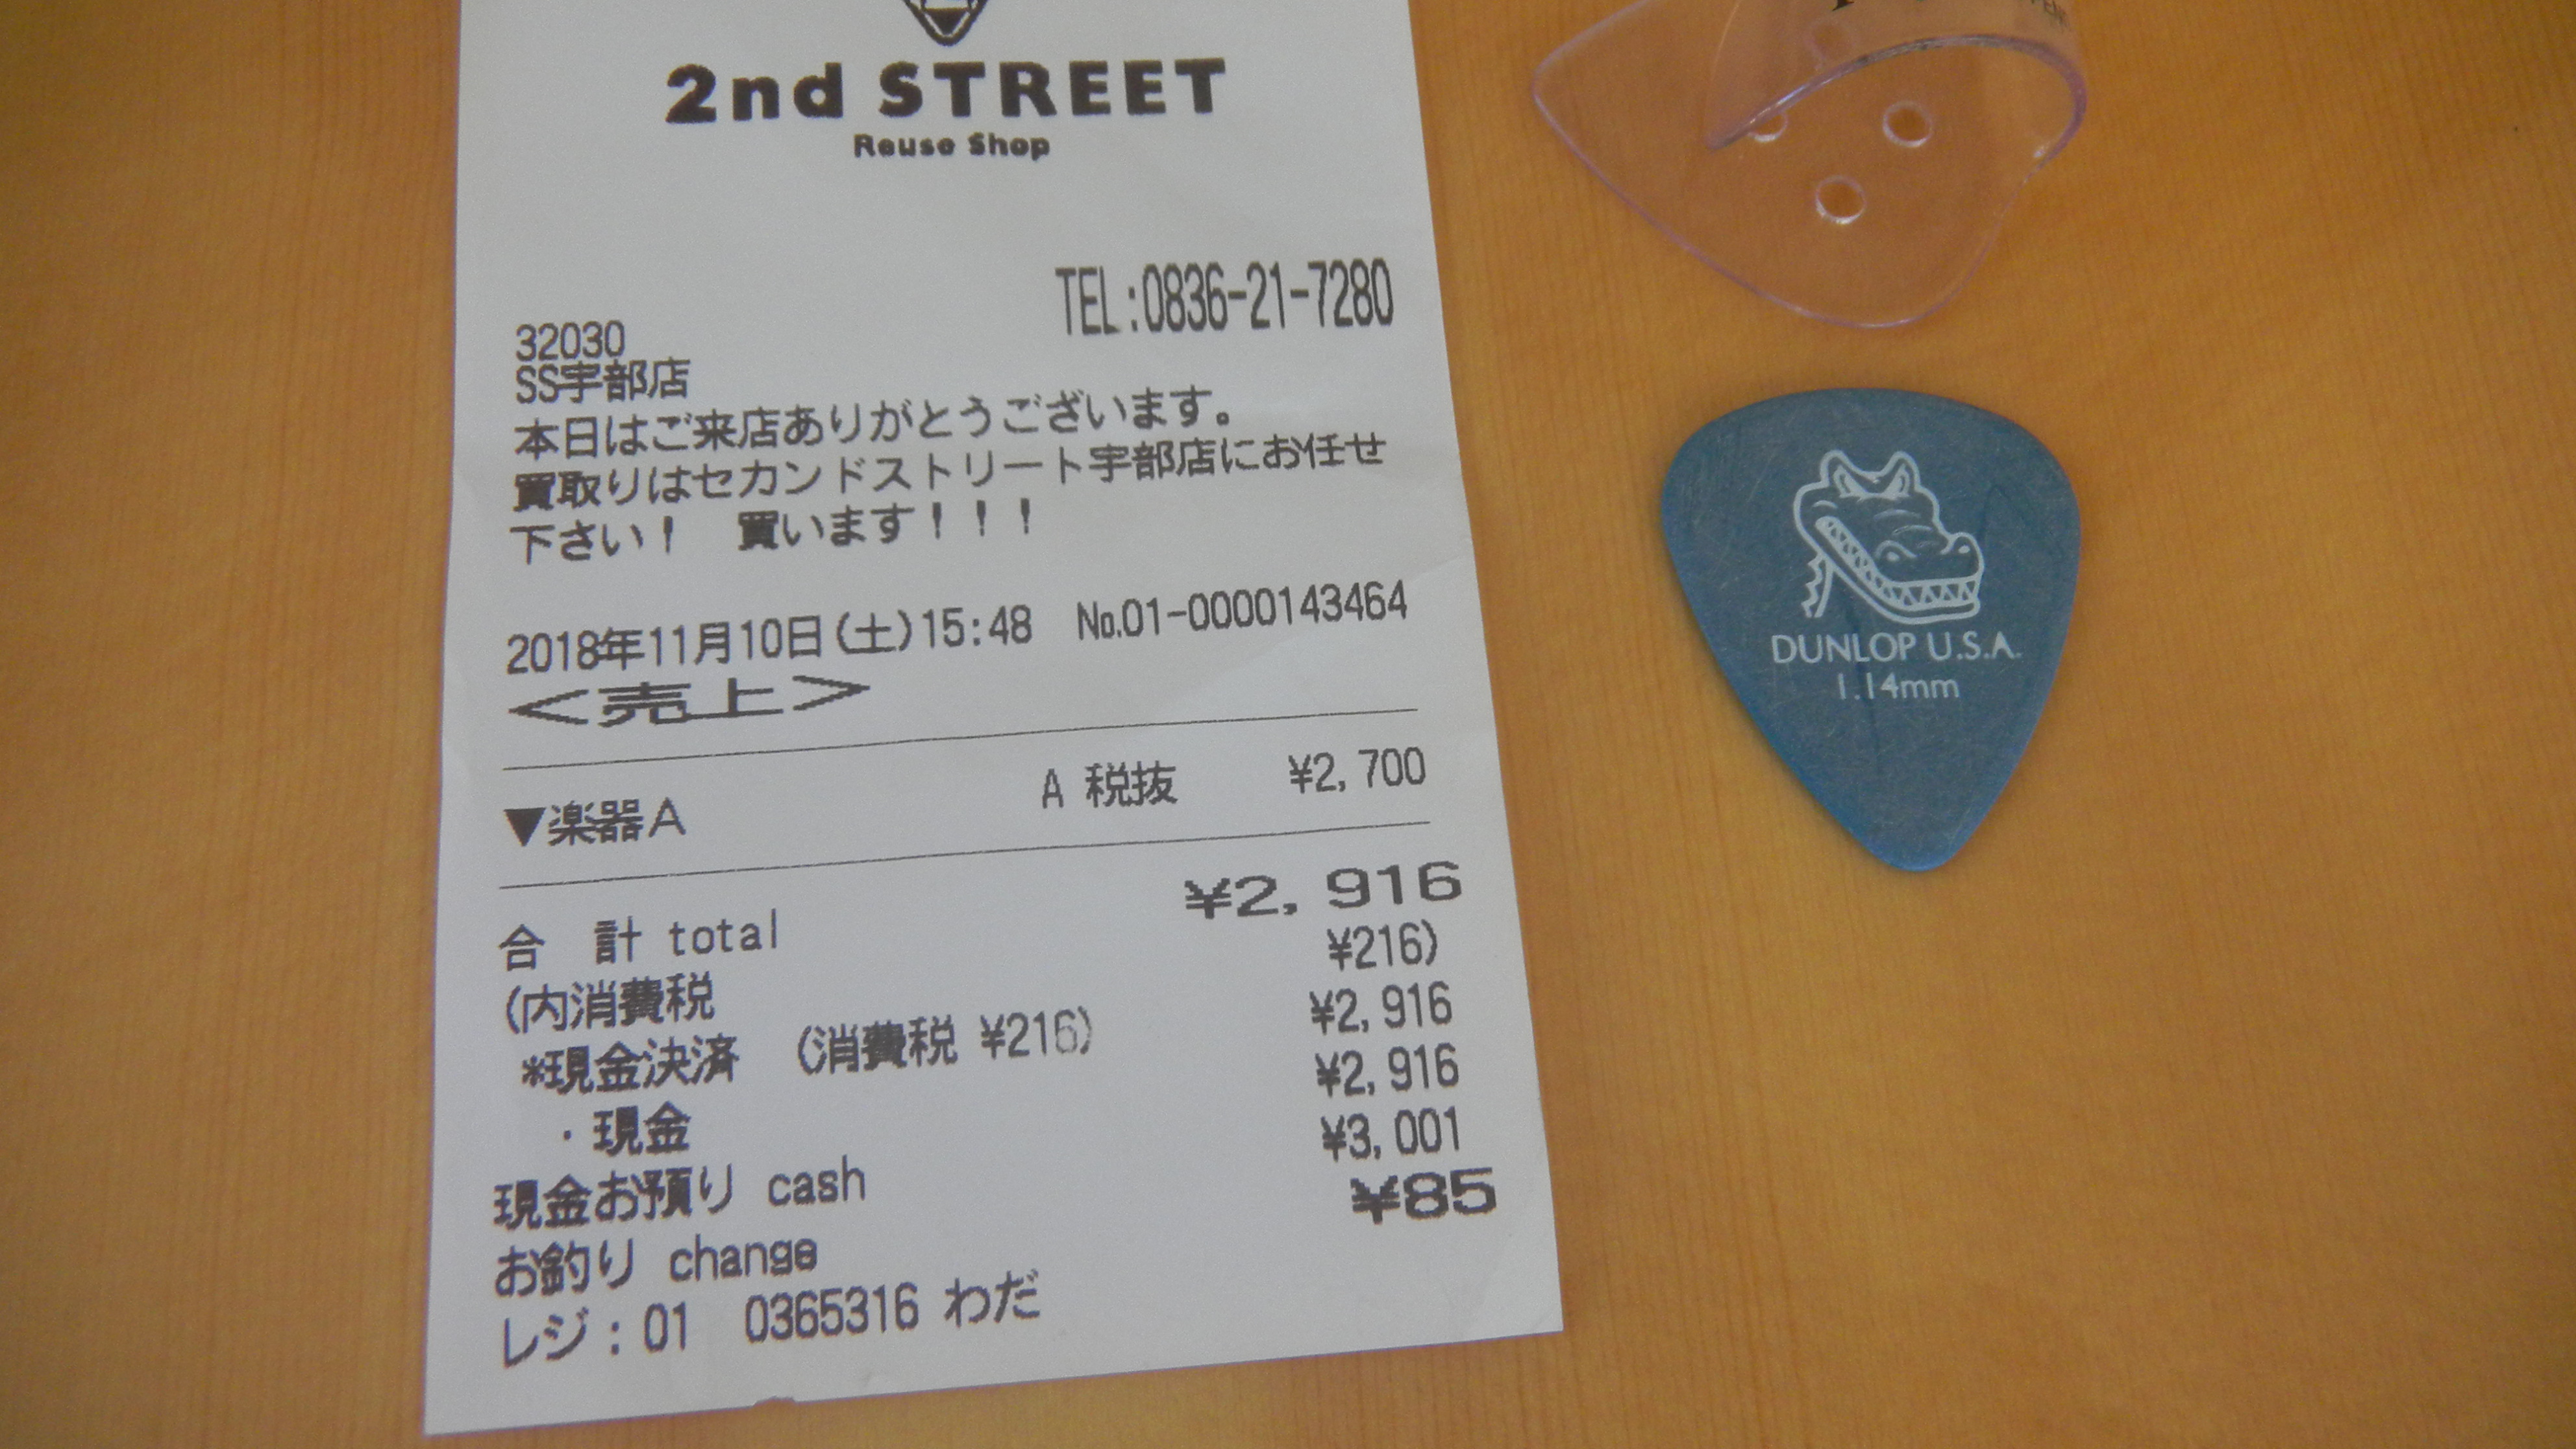 2nd STREET
Reuse Shop
TEL:0836-21-7280
32030
SS宇部店
本日はご来店ありがとうございます。
買取りはセカンドストリート宇部店にお任せ
下さい!　買います!!!
2018年11月10日(土)15:48 No.01-0000143464
<売上>
▼楽器A A 税抜 ¥2,700
合 計 total ¥2,916
(内消費税 ¥216)
*現金決済 (消費税 ¥216) ¥2,916
・現金 ¥2,916
現金お預り cash ¥3,001
お釣り change ¥85
レジ:01 0365316 わだ
DUNLOP U.S.A.
1.14mm